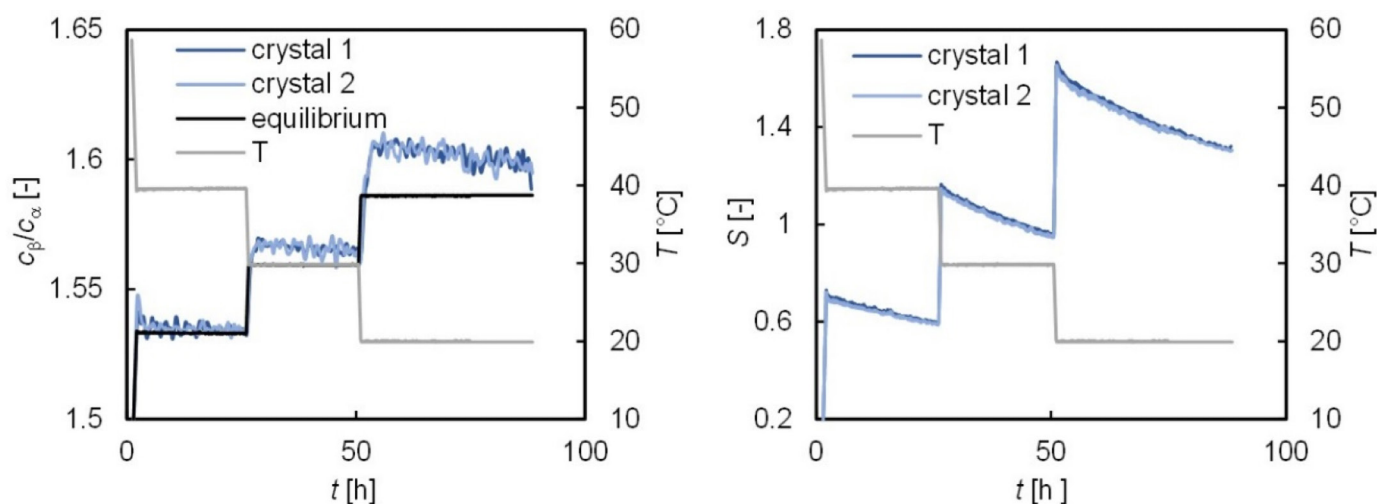 1.65
1.6
1.55
1.5
cβ/cα [-]
crystal 1
crystal 2
equilibrium
T
60
50
40
30
20
10
T [°C]
0
50
100
t [h]
1.8
1.4
1
0.6
0.2
S [-]
crystal 1
crystal 2
T
60
50
40
30
20
10
T [°C]
0
50
100
t [h]